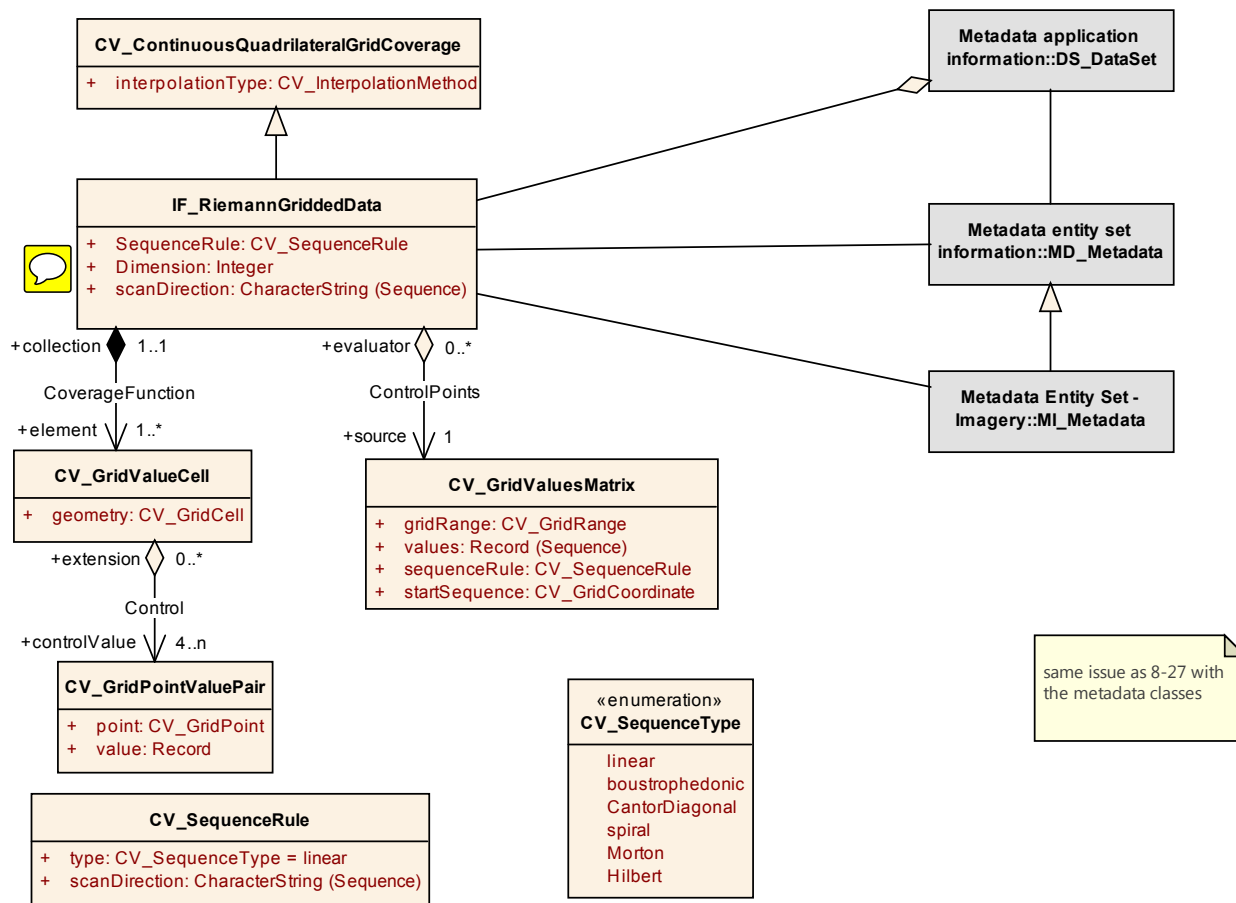 CV_ContinuousQuadrilateralGridCoverage
+ interpolationType: CV_InterpolationMethod
Metadata application
information::DS_DataSet
IF_RiemannGriddedData
+ SequenceRule: CV_SequenceRule
+ Dimension: Integer
+ scanDirection: CharacterString (Sequence)
Metadata entity set
information::MD_Metadata
Metadata Entity Set -
Imagery::MI_Metadata
+collection 1..1
CoverageFunction
+element 1..*
+evaluator 0..*
ControlPoints
+source 1
CV_GridValueCell
+ geometry: CV_GridCell
CV_GridValuesMatrix
+ gridRange: CV_GridRange
+ values: Record (Sequence)
+ sequenceRule: CV_SequenceRule
+ startSequence: CV_GridCoordinate
+extension 0..*
Control
+controlValue 4..n
CV_GridPointValuePair
+ point: CV_GridPoint
+ value: Record
same issue as 8-27 with
the metadata classes
«enumeration»
CV_SequenceType
linear
boustrophedonic
CantorDiagonal
spiral
Morton
Hilbert
CV_SequenceRule
+ type: CV_SequenceType = linear
+ scanDirection: CharacterString (Sequence)